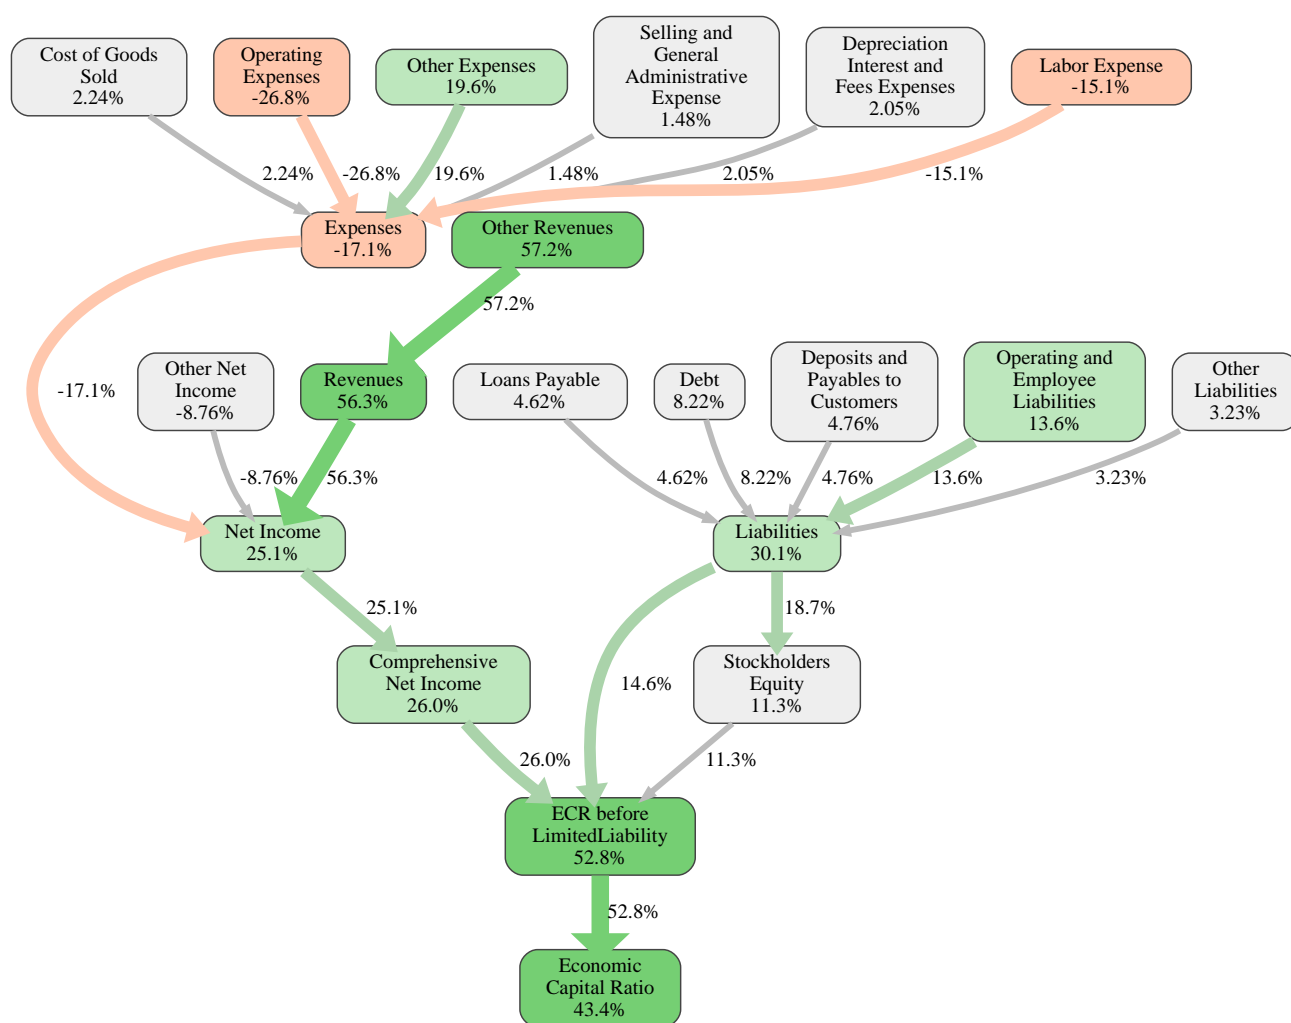 Cost of Goods
Sold
2.24%
Operating
Expenses
-26.8%
Other Expenses
19.6%
Selling and
General
Administrative
Expense
1.48%
Depreciation
Interest and
Fees Expenses
2.05%
Labor Expense
-15.1%
2.24%
-26.8%
19.6%
1.48%
2.05%
-15.1%
Expenses
-17.1%
Other Revenues
57.2%
57.2%
-17.1%
Other Net
Income
-8.76%
Revenues
56.3%
Loans Payable
4.62%
Debt
8.22%
Deposits and
Payables to
Customers
4.76%
Operating and
Employee
Liabilities
13.6%
Other
Liabilities
3.23%
-8.76%
56.3%
4.62%
8.22%
4.76%
13.6%
3.23%
Net Income
25.1%
Liabilities
30.1%
25.1%
18.7%
Comprehensive
Net Income
26.0%
14.6%
Stockholders
Equity
11.3%
26.0%
11.3%
ECR before
LimitedLiability
52.8%
52.8%
Economic
Capital Ratio
43.4%